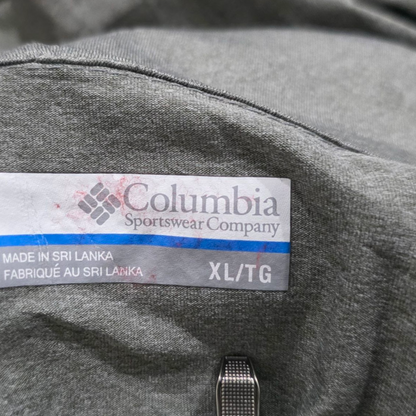 Columbia
Sportswear Company
MADE IN SRI LANKA
FABRIQUÉ AU SRI LANKA
XL/TG